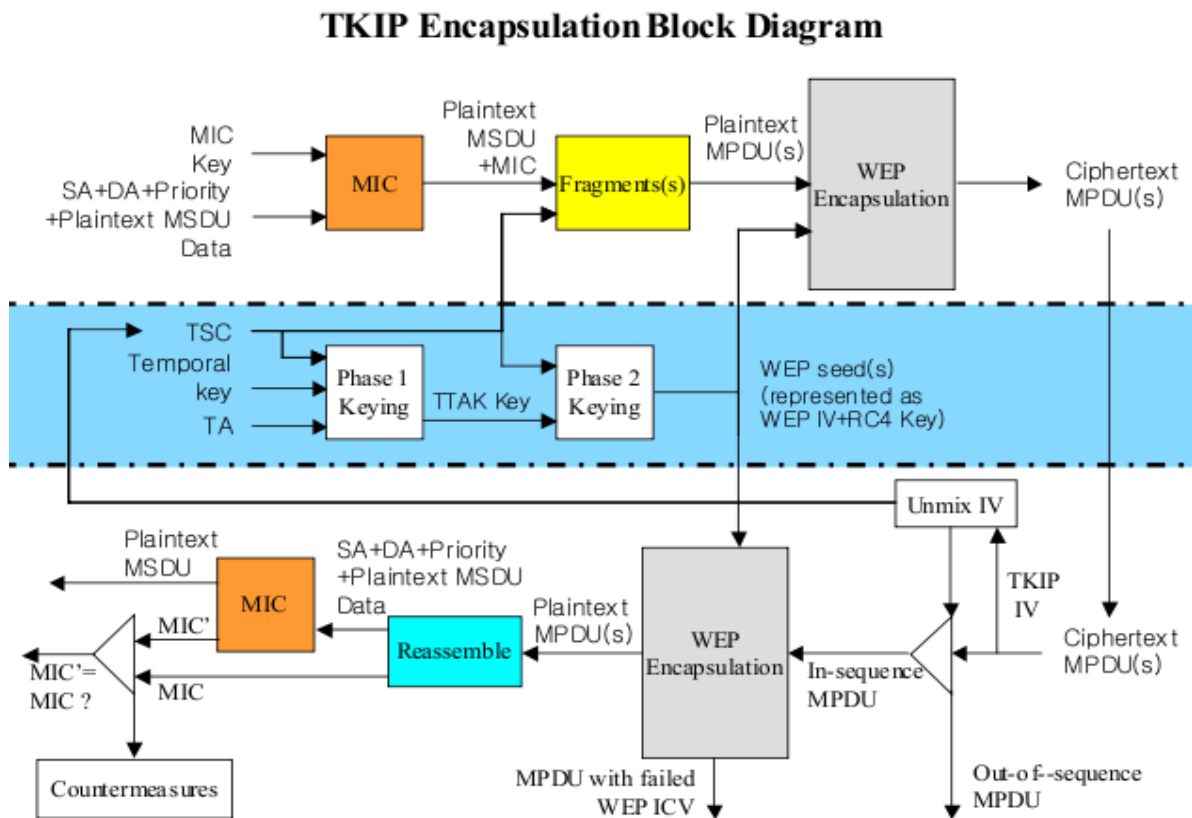 TKIP Encapsulation Block Diagram
MIC
Key
SA+DA+Priority
+Plaintext MSDU
Data
MIC
Plaintext
MSDU
+MIC
Fragments(s)
Plaintext
MPDU(s)
WEP
Encapsulation
Ciphertext
MPDU(s)
TSC
Temporal
key
TA
Phase 1
Keying
TTAK Key
Phase 2
Keying
WEP seed(s)
(represented as
WEP IV+RC4 Key)
Unmix IV
TKIP
IV
Ciphertext
MPDU(s)
In-sequence
MPDU
Out-of--sequence
MPDU
WEP
Encapsulation
MPDU with failed
WEP ICV
Plaintext
MPDU(s)
Reassemble
SA+DA+Priority
+Plaintext MSDU
Data
MIC
Plaintext
MSDU
MIC'
MIC
MIC'=
MIC ?
Countermeasures